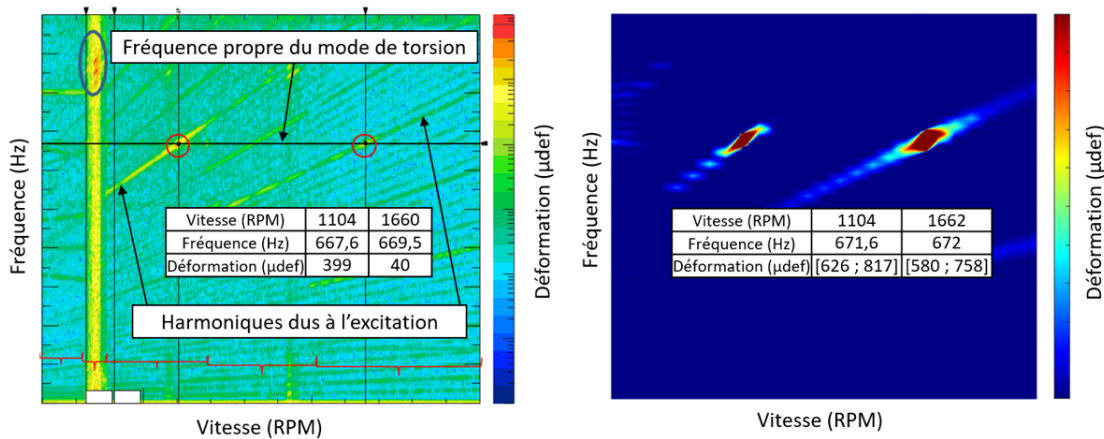 Fréquence propre du mode de torsion
Fréquence (Hz)
Vitesse (RPM) 1104 1660
Fréquence (Hz) 667,6 669,5
Déformation (µdef) 399 40
Harmoniques dus à l'excitation
Vitesse (RPM)
Déformation (µdef)
Fréquence (Hz)
Vitesse (RPM) 1104 1662
Fréquence (Hz) 671,6 672
Déformation (µdef) [626 ; 817] [580 ; 758]
Vitesse (RPM)
Déformation (µdef)